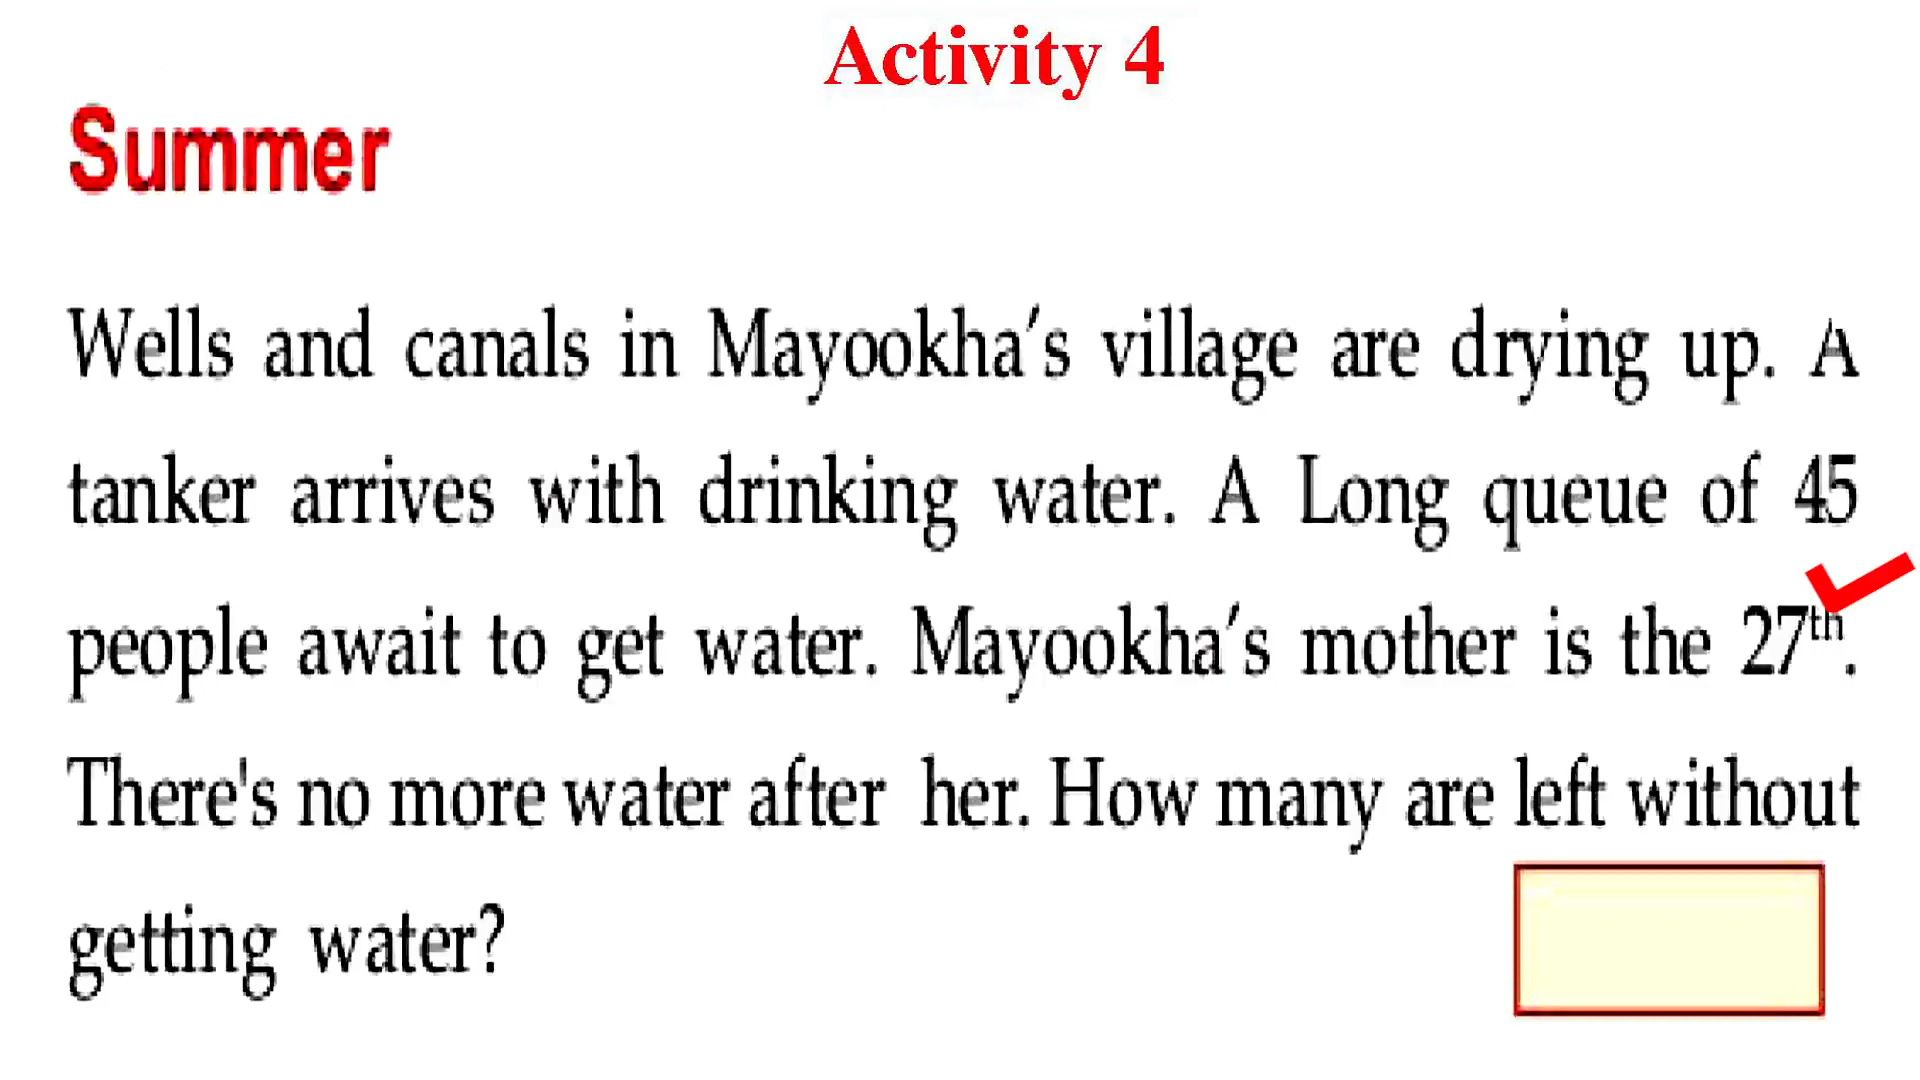 Activity 4
Summer
Wells and canals in Mayookha's village are drying up. A
tanker arrives with drinking water. A Long queue of 45
people await to get water. Mayookha's mother is the 27th.
There's no more water after her. How many are left without
getting water?